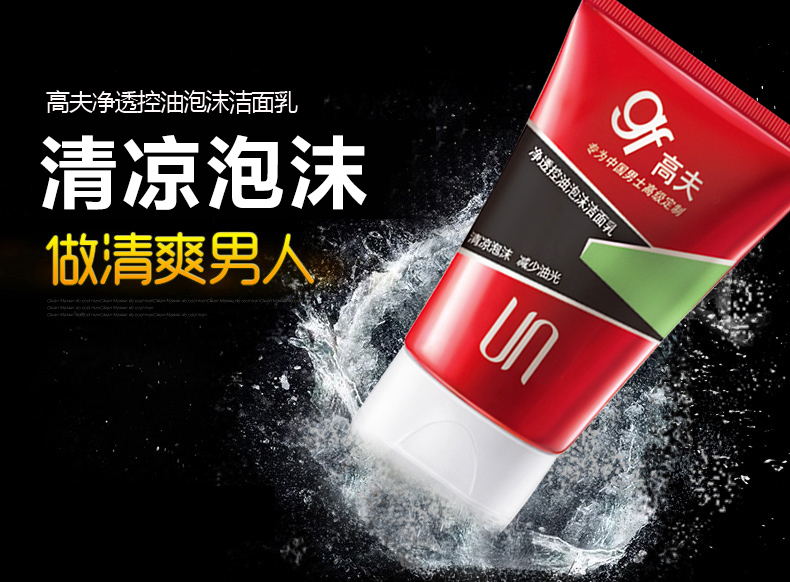 高夫净透控油泡沫洁面乳
清凉泡沫
做清爽男人
gf
高夫
专为中国男士高级定制
净透控油泡沫洁面乳
清凉泡沫 减少油光